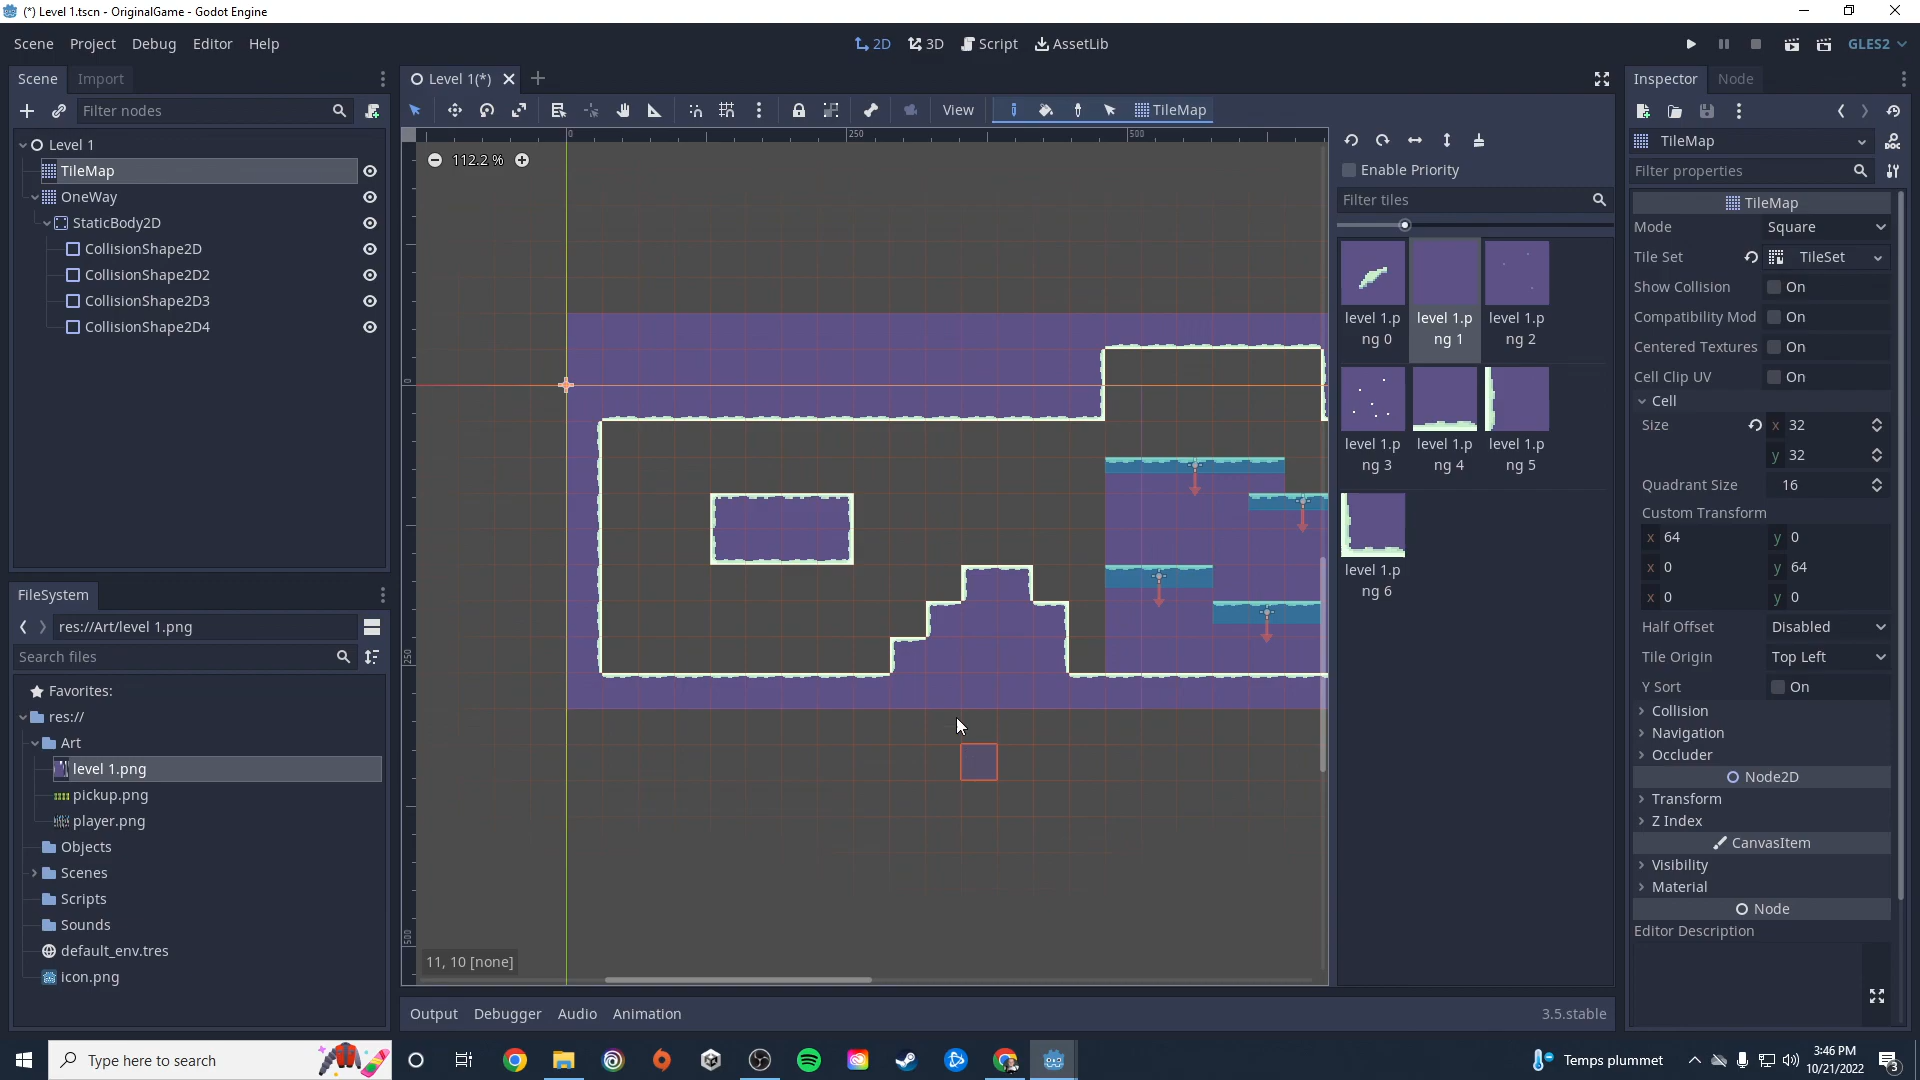 (*) Level 1.tscn - OriginalGame - Godot Engine
Scene Project Debug Editor Help
2D 3D Script AssetLib
GLES2
Scene Import
Filter nodes
Level 1
TileMap
OneWay
StaticBody2D
CollisionShape2D
CollisionShape2D2
CollisionShape2D3
CollisionShape2D4
FileSystem
res://Art/level 1.png
Search files
Favorites:
res://
Art
level 1.png
pickup.png
player.png
Objects
Scenes
Scripts
Sounds
default_env.tres
icon.png
Level 1(*)
View
TileMap
0 250 500
112.2 %
0
250
500
11, 10 [none]
Enable Priority
Filter tiles
level 1.p
ng 0
level 1.p
ng 1
level 1.p
ng 2
level 1.p
ng 3
level 1.p
ng 4
level 1.p
ng 5
level 1.p
ng 6
Output Debugger Audio Animation
3.5.stable
Inspector Node
TileMap
Filter properties
TileMap
Mode Square
Tile Set TileSet
Show Collision On
Compatibility Mod On
Centered Textures On
Cell Clip UV On
Cell
Size x 32
y 32
Quadrant Size 16
Custom Transform
x 64 y 0
x 0 y 64
x 0 y 0
Half Offset Disabled
Tile Origin Top Left
Y Sort On
Collision
Navigation
Occluder
Node2D
Transform
Z Index
CanvasItem
Visibility
Material
Node
Editor Description
Type here to search
Temps plummet
3:46 PM
10/21/2022
3